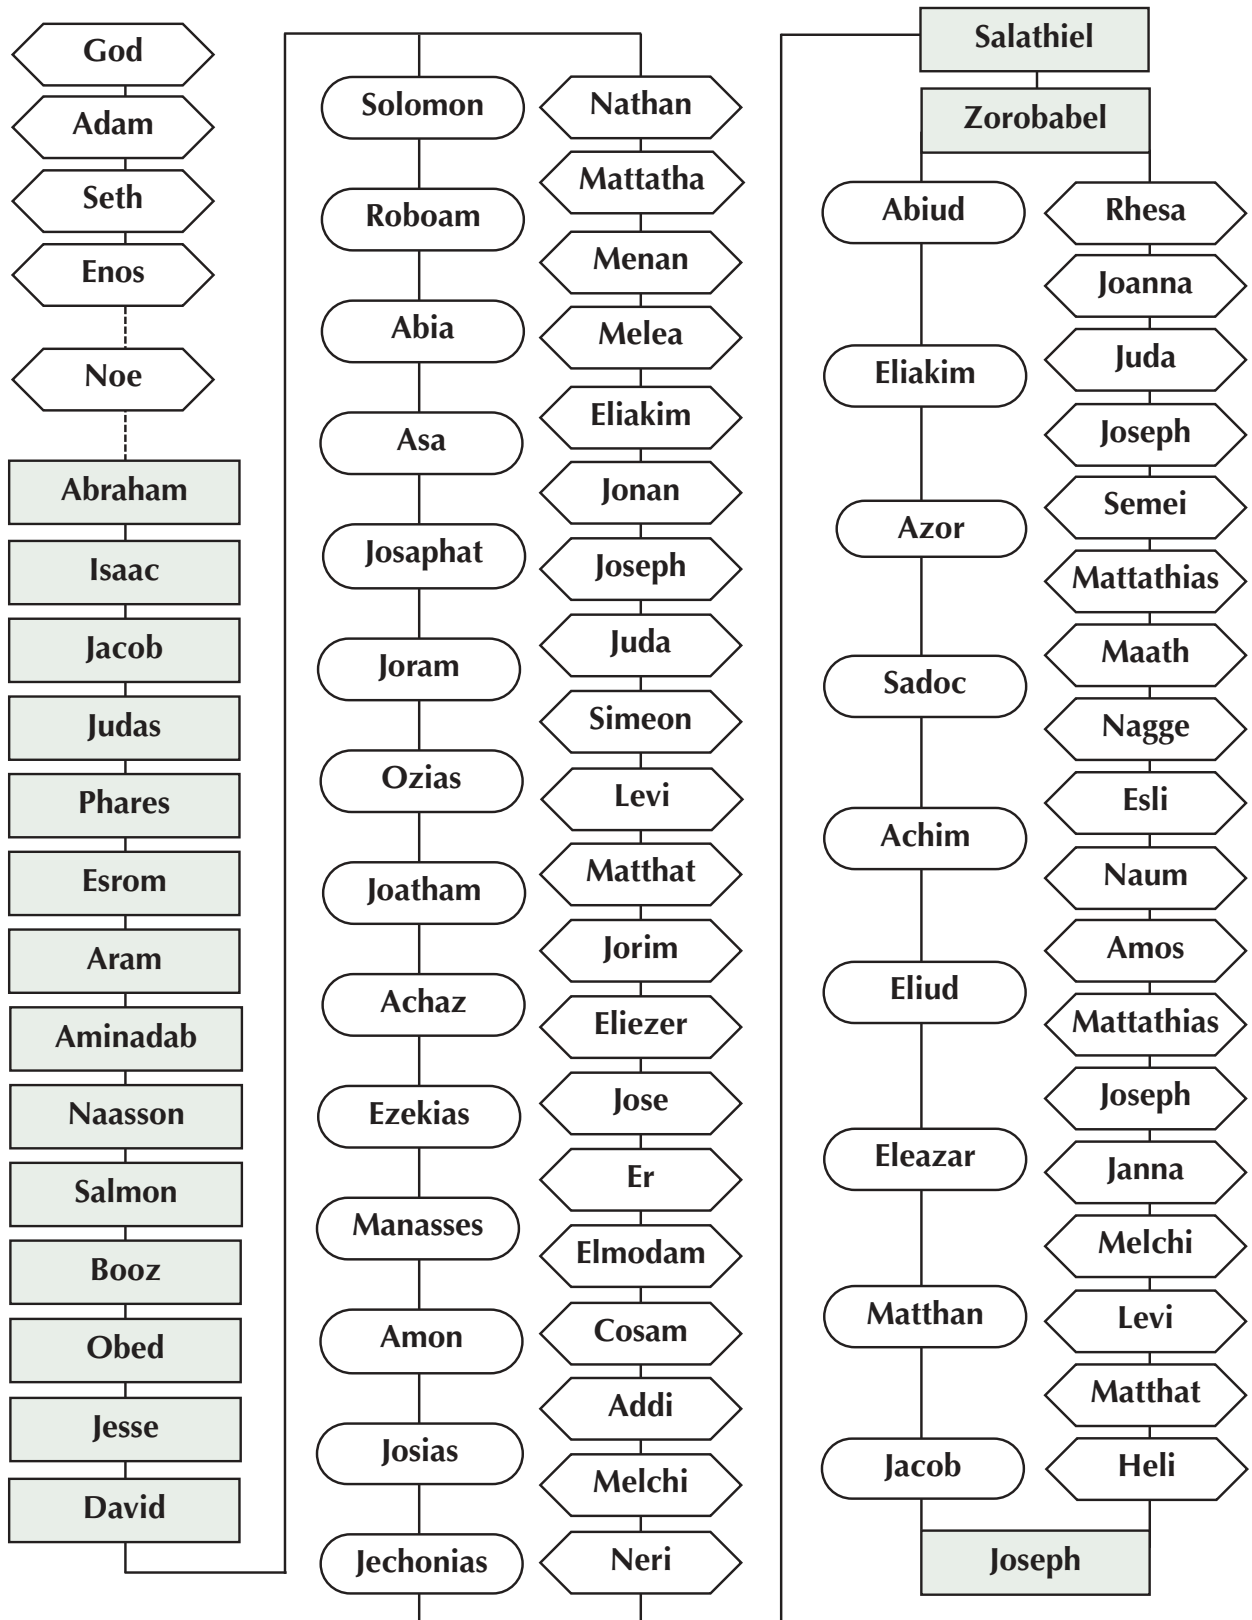 God
Adam
Seth
Enos
Noe
Abraham
Isaac
Jacob
Judas
Phares
Esrom
Aram
Aminadab
Naasson
Salmon
Booz
Obed
Jesse
David
Solomon
Roboam
Abia
Asa
Josaphat
Joram
Ozias
Joatham
Achaz
Ezekias
Manasses
Amon
Josias
Jechonias
Nathan
Mattatha
Menan
Melea
Eliakim
Jonan
Joseph
Juda
Simeon
Levi
Matthat
Jorim
Eliezer
Jose
Er
Elmodam
Cosam
Addi
Melchi
Neri
Salathiel
Zorobabel
Abiud
Eliakim
Azor
Sadoc
Achim
Eliud
Eleazar
Matthan
Jacob
Rhesa
Joanna
Juda
Joseph
Semei
Mattathias
Maath
Nagge
Esli
Naum
Amos
Mattathias
Joseph
Janna
Melchi
Levi
Matthat
Heli
Joseph